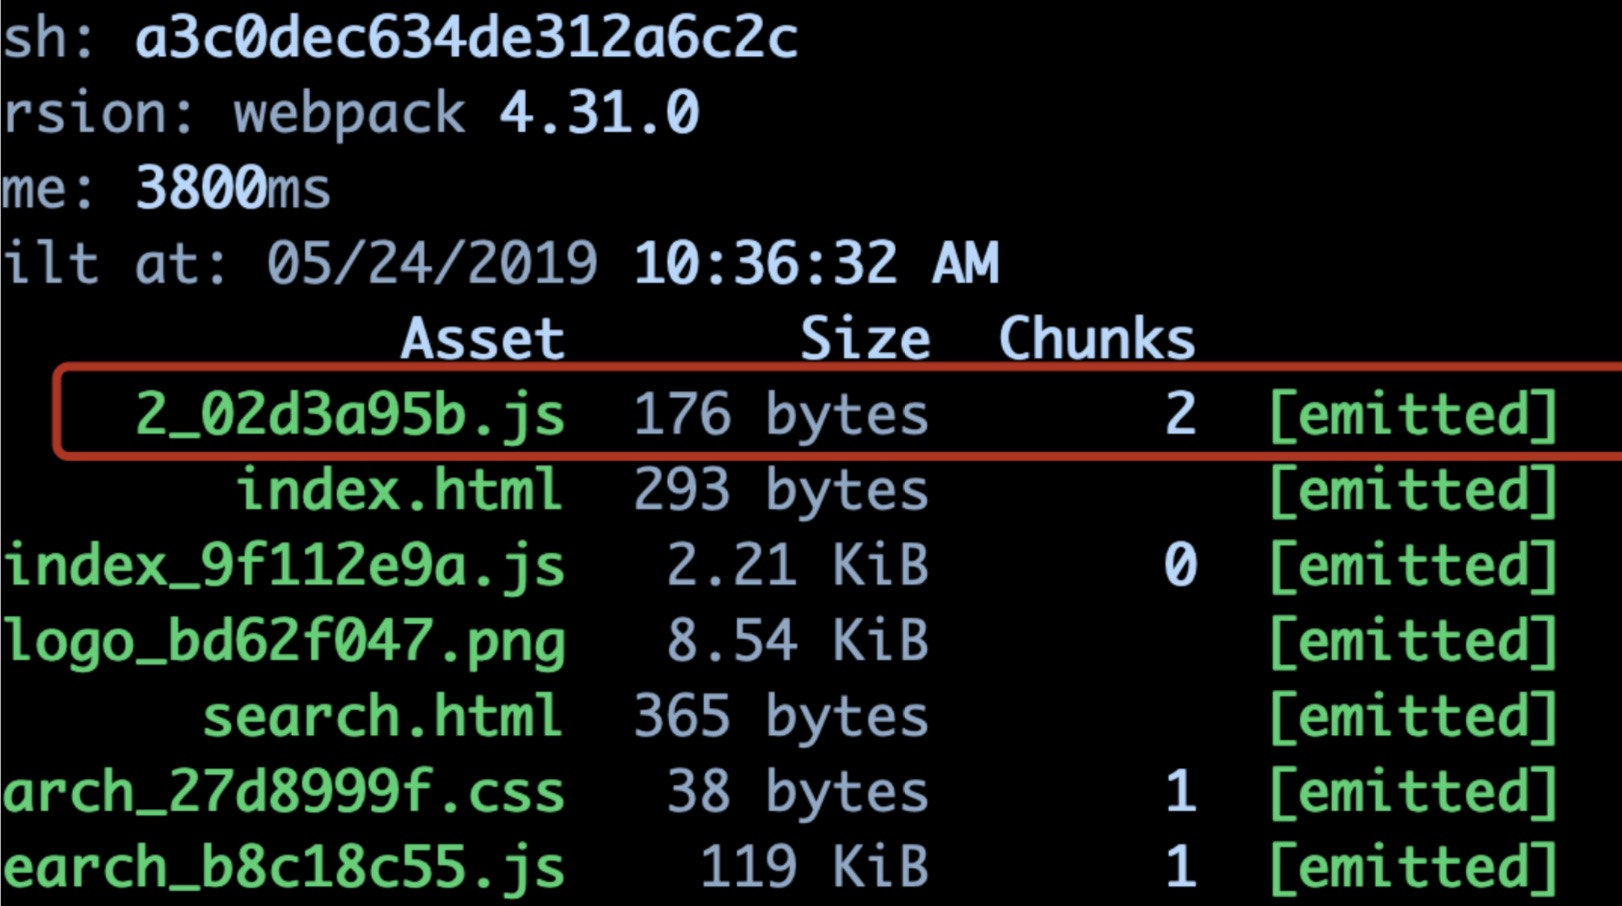 sh: a3c0dec634de312a6c2c
rsion: webpack 4.31.0
me: 3800ms
ilt at: 05/24/2019 10:36:32 AM
Asset Size Chunks
2_02d3a95b.js 176 bytes 2 [emitted]
index.html 293 bytes [emitted]
index_9f112e9a.js 2.21 KiB 0 [emitted]
logo_bd62f047.png 8.54 KiB [emitted]
search.html 365 bytes [emitted]
arch_27d8999f.css 38 bytes 1 [emitted]
earch_b8c18c55.js 119 KiB 1 [emitted]